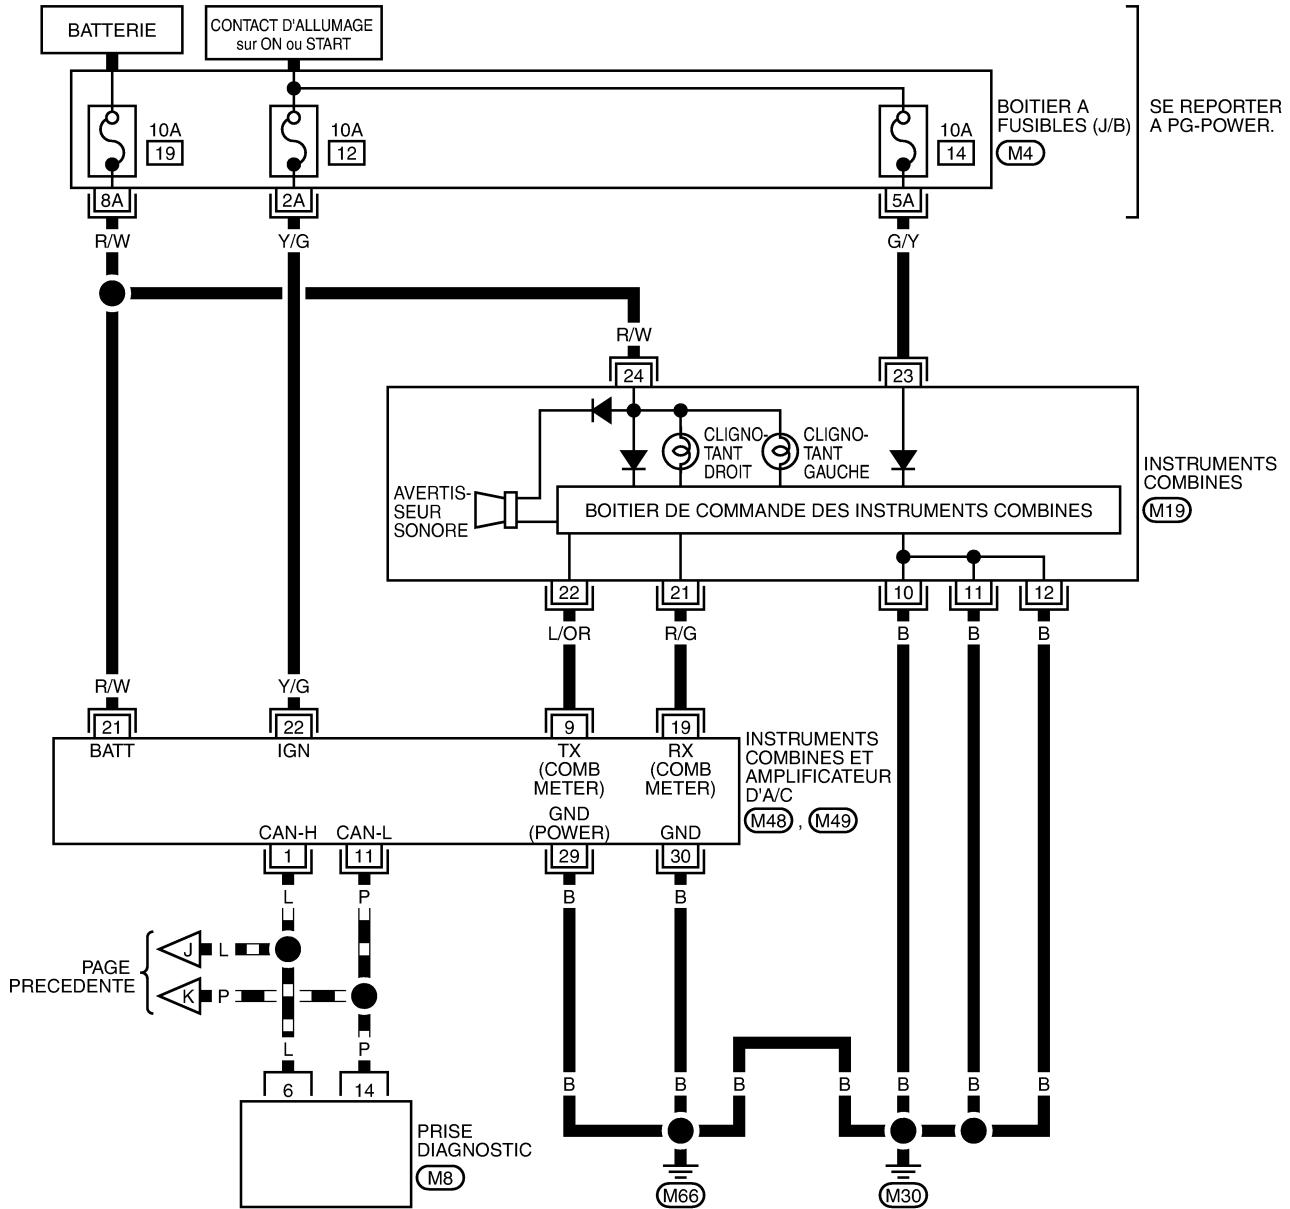 BATTERIE
CONTACT D'ALLUMAGE
sur ON ou START
10A
19
10A
12
10A
14
BOITIER A
FUSIBLES (J/B)
M4
SE REPORTER
A PG-POWER.
8A
2A
5A
R/W
Y/G
G/Y
R/W
24
23
CLIGNO-
TANT
DROIT
CLIGNO-
TANT
GAUCHE
AVERTIS-
SEUR
SONORE
BOITIER DE COMMANDE DES INSTRUMENTS COMBINES
INSTRUMENTS
COMBINES
M19
22
21
10
11
12
L/OR
R/G
B
B
B
R/W
Y/G
21
22
9
19
BATT
IGN
TX
(COMB
METER)
RX
(COMB
METER)
INSTRUMENTS
COMBINES ET
AMPLIFICATEUR
D'A/C
M48 , M49
CAN-H
CAN-L
GND
(POWER)
GND
1
11
29
30
L
P
B
B
PAGE
PRECEDENTE
J
L
K
P
L
P
6
14
B
B
B
B
B
B
B
PRISE
DIAGNOSTIC
M8
M66
M30